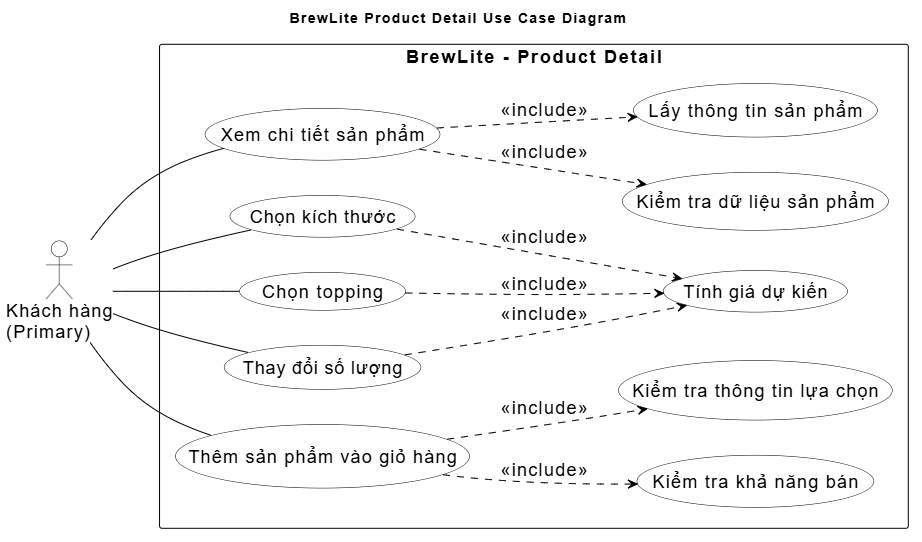 BrewLite Product Detail Use Case Diagram
BrewLite - Product Detail
Xem chi tiết sản phẩm
«include»
Lấy thông tin sản phẩm
«include»
Kiểm tra dữ liệu sản phẩm
Chọn kích thước
«include»
Chọn topping
«include»
Tính giá dự kiến
Khách hàng
(Primary)
«include»
Thay đổi số lượng
«include»
Kiểm tra thông tin lựa chọn
Thêm sản phẩm vào giỏ hàng
«include»
Kiểm tra khả năng bán